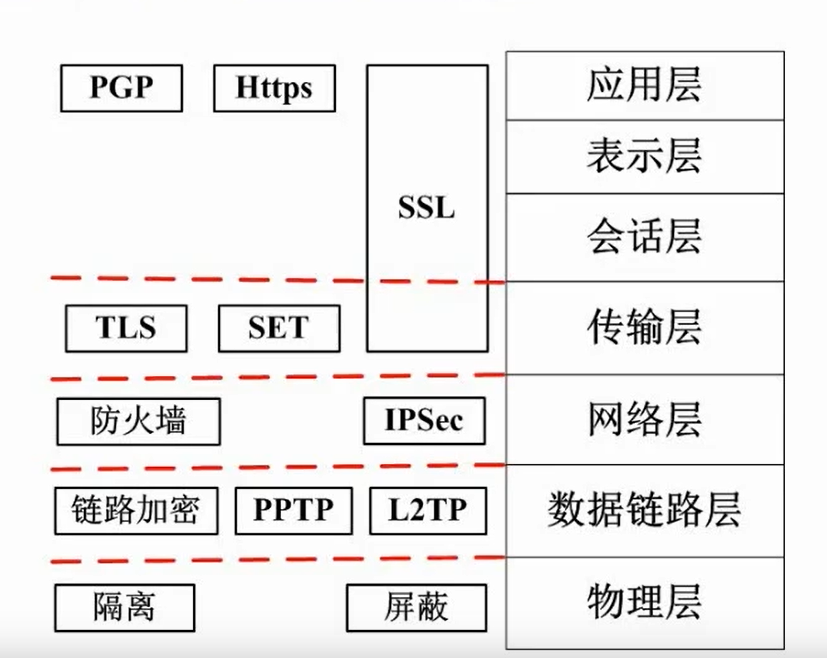 PGP Https 应用层
表示层
SSL
会话层
TLS SET 传输层
防火墙 IPSec 网络层
链路加密 PPTP L2TP 数据链路层
隔离 屏蔽 物理层